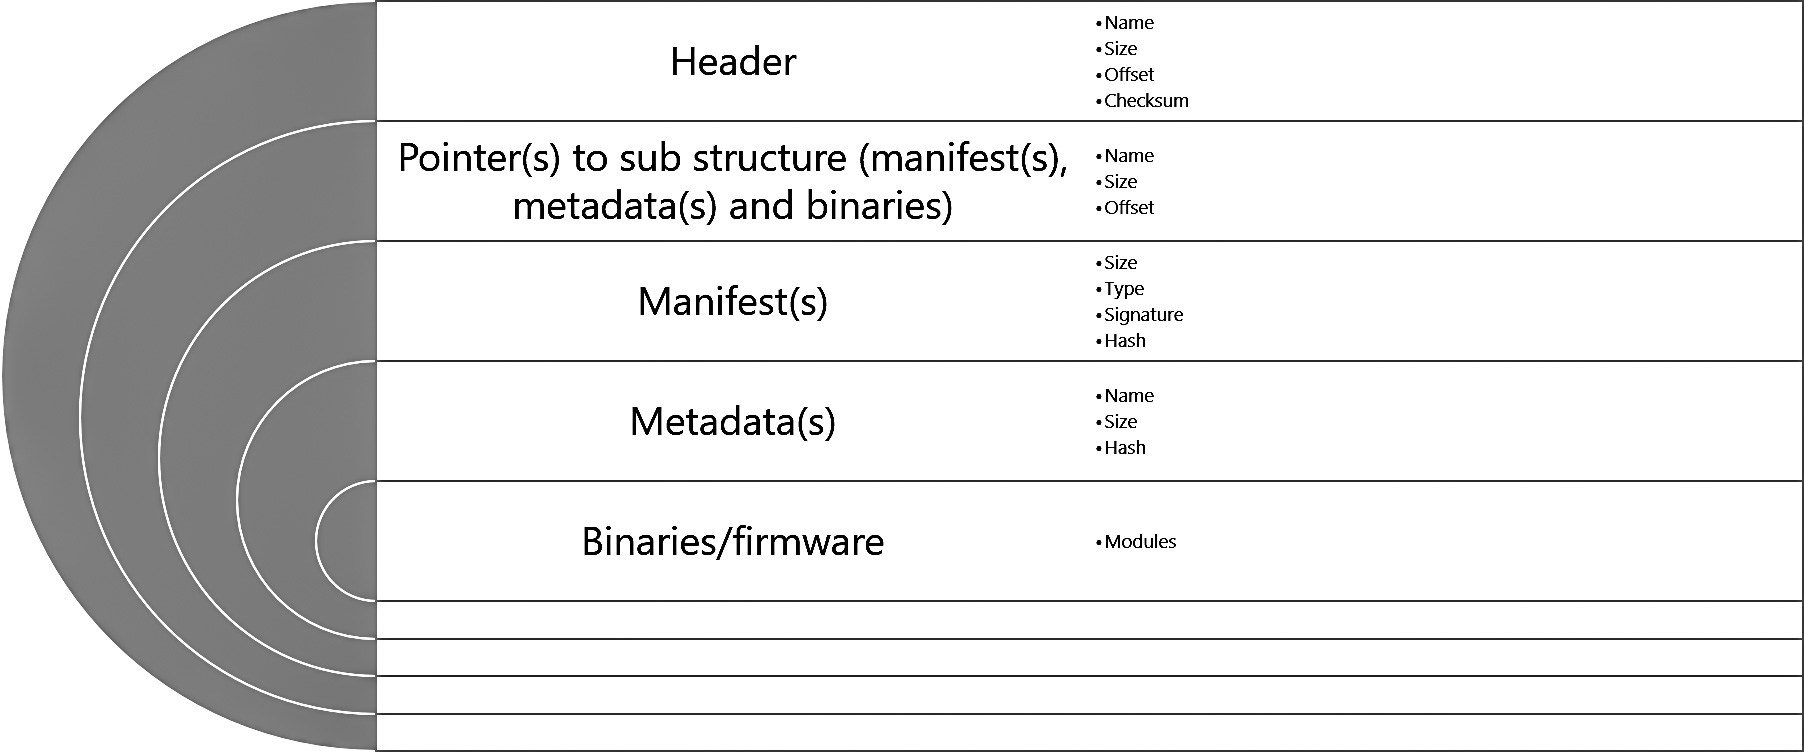 Header
•Name
•Size
•Offset
•Checksum
Pointer(s) to sub structure (manifest(s),
metadata(s) and binaries)
•Name
•Size
•Offset
Manifest(s)
•Size
•Type
•Signature
•Hash
Metadata(s)
•Name
•Size
•Hash
Binaries/firmware
•Modules